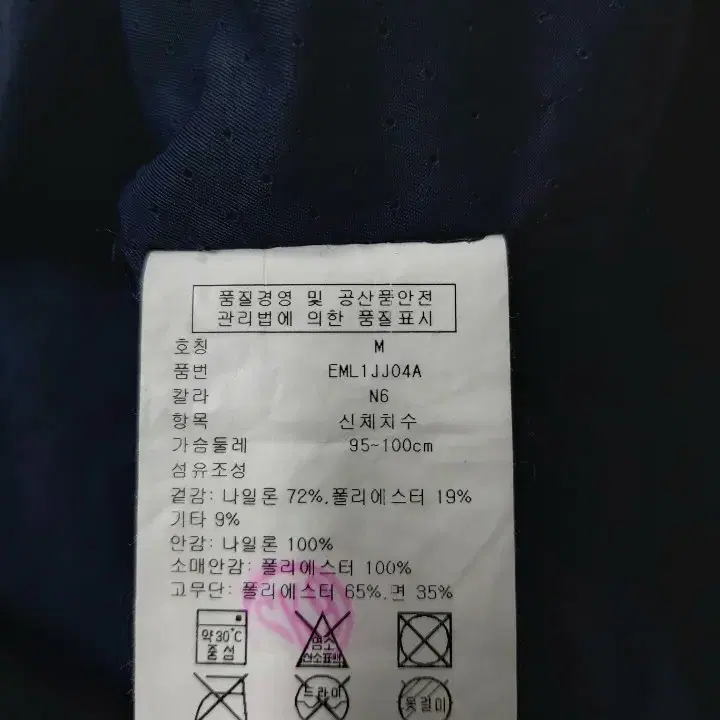 품질경영 및 공산품안전
관리법에 의한 품질표시
호칭 M
품번 EML1JJ04A
칼라 N6
항목 신체치수
가슴둘레 95~100cm
섬유조성
겉감: 나일론 72%,폴리에스터 19%
기타 9%
안감: 나일론 100%
소매안감: 폴리에스터 100%
고무단: 폴리에스터 65%,면 35%
약30℃ 염소
중성 산소표백
드라이 옷걸이